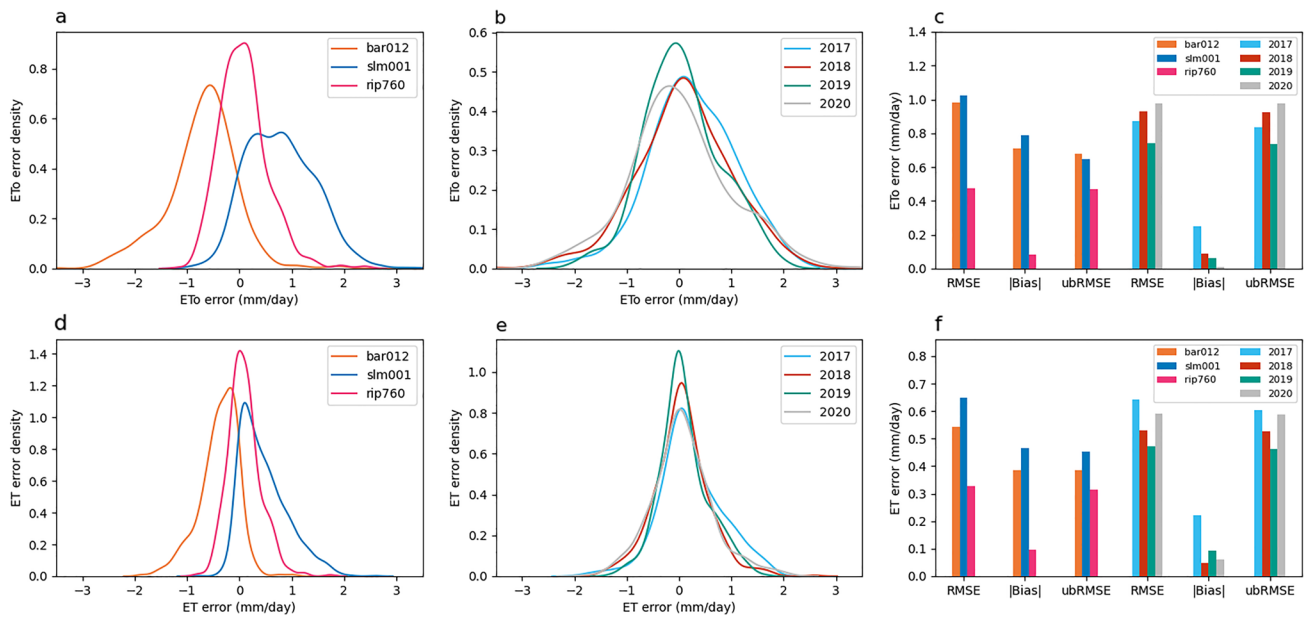 a
bar012
slm001
rip760
0.8
0.6
0.4
0.2
0.0
ETo error density
−3 −2 −1 0 1 2 3
ETo error (mm/day)
b
2017
2018
2019
2020
0.6
0.5
0.4
0.3
0.2
0.1
0.0
ETo error density
−3 −2 −1 0 1 2 3
ETo error (mm/day)
c
bar012 2017
slm001 2018
rip760 2019
2020
1.4
1.2
1.0
0.8
0.6
0.4
0.2
0.0
ETo error (mm/day)
RMSE |Bias| ubRMSE RMSE |Bias| ubRMSE
d
bar012
slm001
rip760
1.4
1.2
1.0
0.8
0.6
0.4
0.2
0.0
ET error density
−3 −2 −1 0 1 2 3
ET error (mm/day)
e
2017
2018
2019
2020
1.0
0.8
0.6
0.4
0.2
0.0
ET error density
−3 −2 −1 0 1 2 3
ET error (mm/day)
f
bar012 2017
slm001 2018
rip760 2019
2020
0.8
0.7
0.6
0.5
0.4
0.3
0.2
0.1
0.0
ET error (mm/day)
RMSE |Bias| ubRMSE RMSE |Bias| ubRMSE